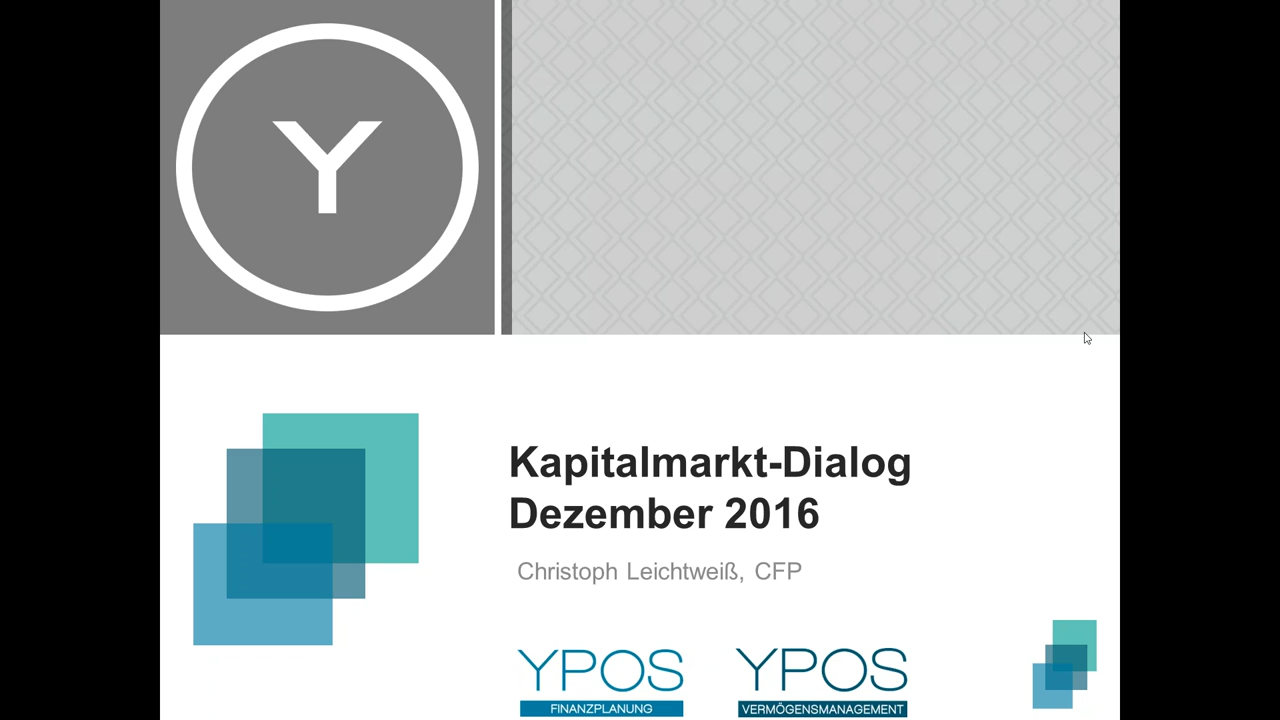 Y
Kapitalmarkt-Dialog
Dezember 2016
Christoph Leichtweiß, CFP
YPOS
FINANZPLANUNG
YPOS
VERMÖGENSMANAGEMENT